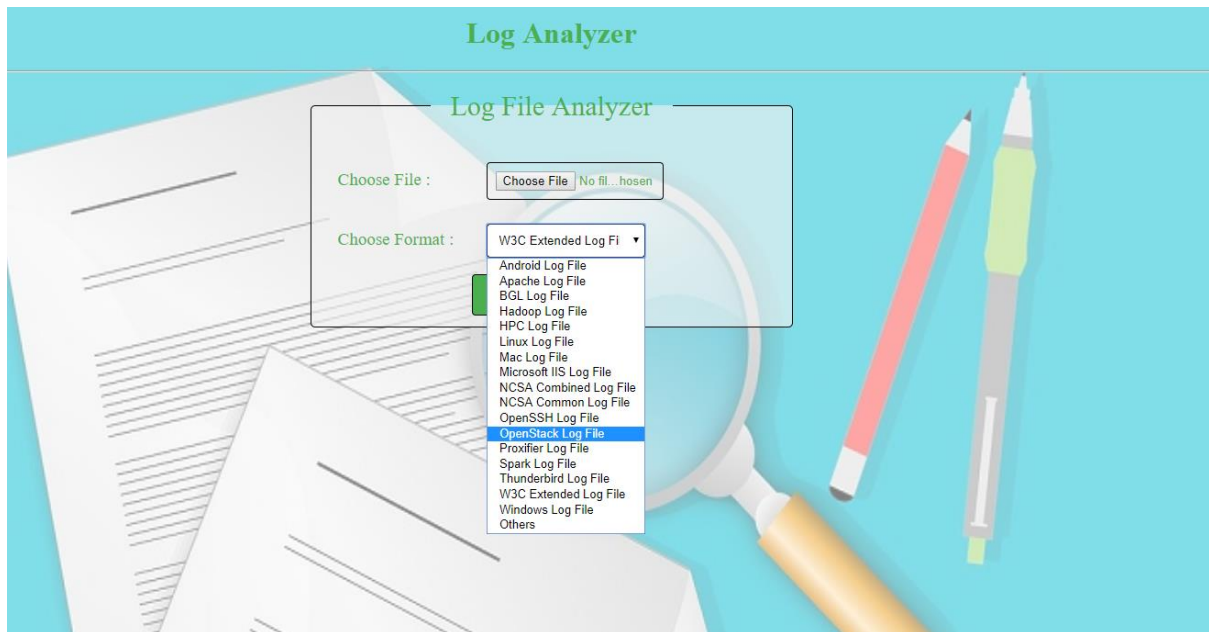 Log Analyzer
Log File Analyzer
Choose File :
Choose File No fil...hosen
Choose Format :
W3C Extended Log Fi
Android Log File
Apache Log File
BGL Log File
Hadoop Log File
HPC Log File
Linux Log File
Mac Log File
Microsoft IIS Log File
NCSA Combined Log File
NCSA Common Log File
OpenSSH Log File
OpenStack Log File
Proxifier Log File
Spark Log File
Thunderbird Log File
W3C Extended Log File
Windows Log File
Others